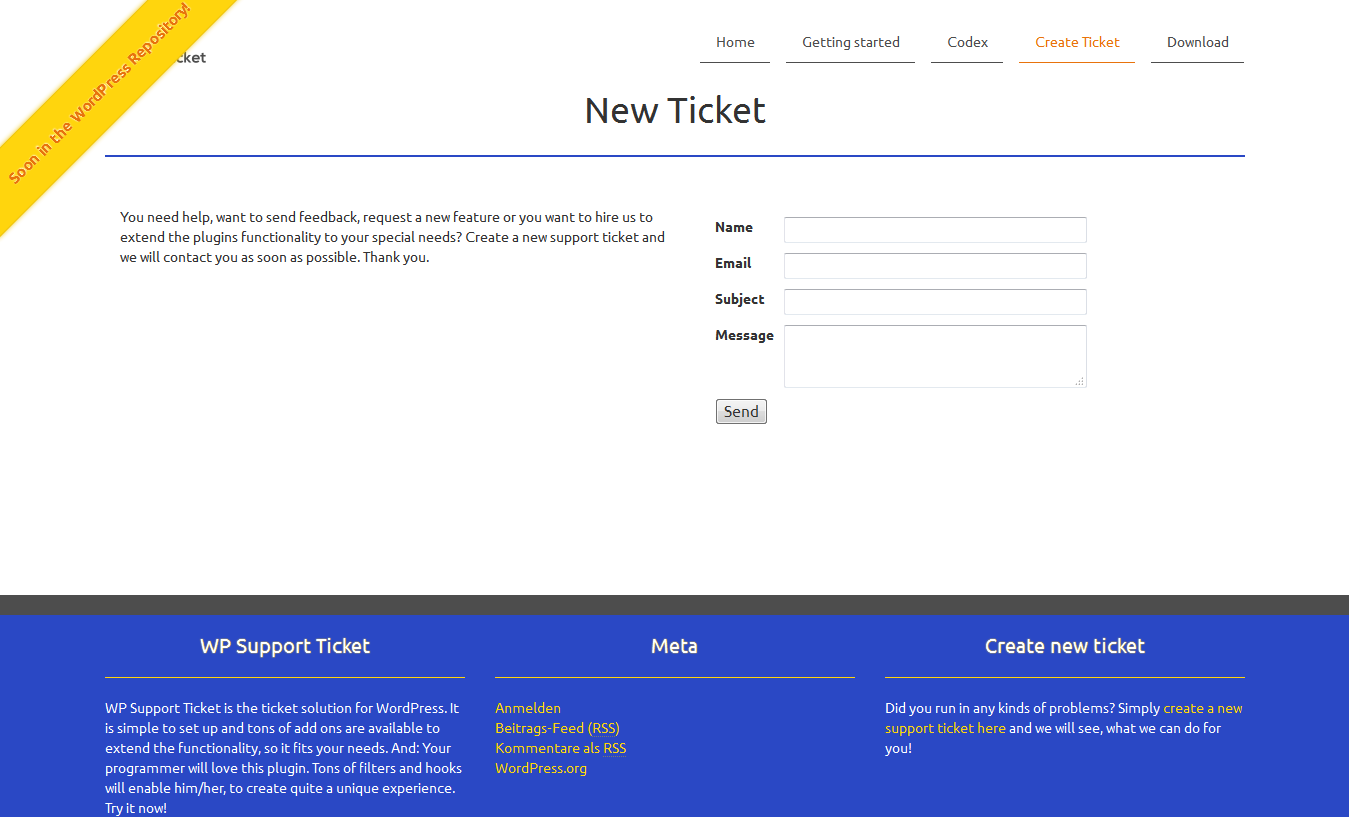 Soon in the WordPress Repository!
Home Getting started Codex Create Ticket Download
New Ticket
You need help, want to send feedback, request a new feature or you want to hire us to
extend the plugins functionality to your special needs? Create a new support ticket and
we will contact you as soon as possible. Thank you.
Name
Email
Subject
Message
Send
WP Support Ticket
WP Support Ticket is the ticket solution for WordPress. It
is simple to set up and tons of add ons are available to
extend the functionality, so it fits your needs. And: Your
programmer will love this plugin. Tons of filters and hooks
will enable him/her, to create quite a unique experience.
Try it now!
Meta
Anmelden
Beitrags-Feed (RSS)
Kommentare als RSS
WordPress.org
Create new ticket
Did you run in any kinds of problems? Simply create a new
support ticket here and we will see, what we can do for
you!